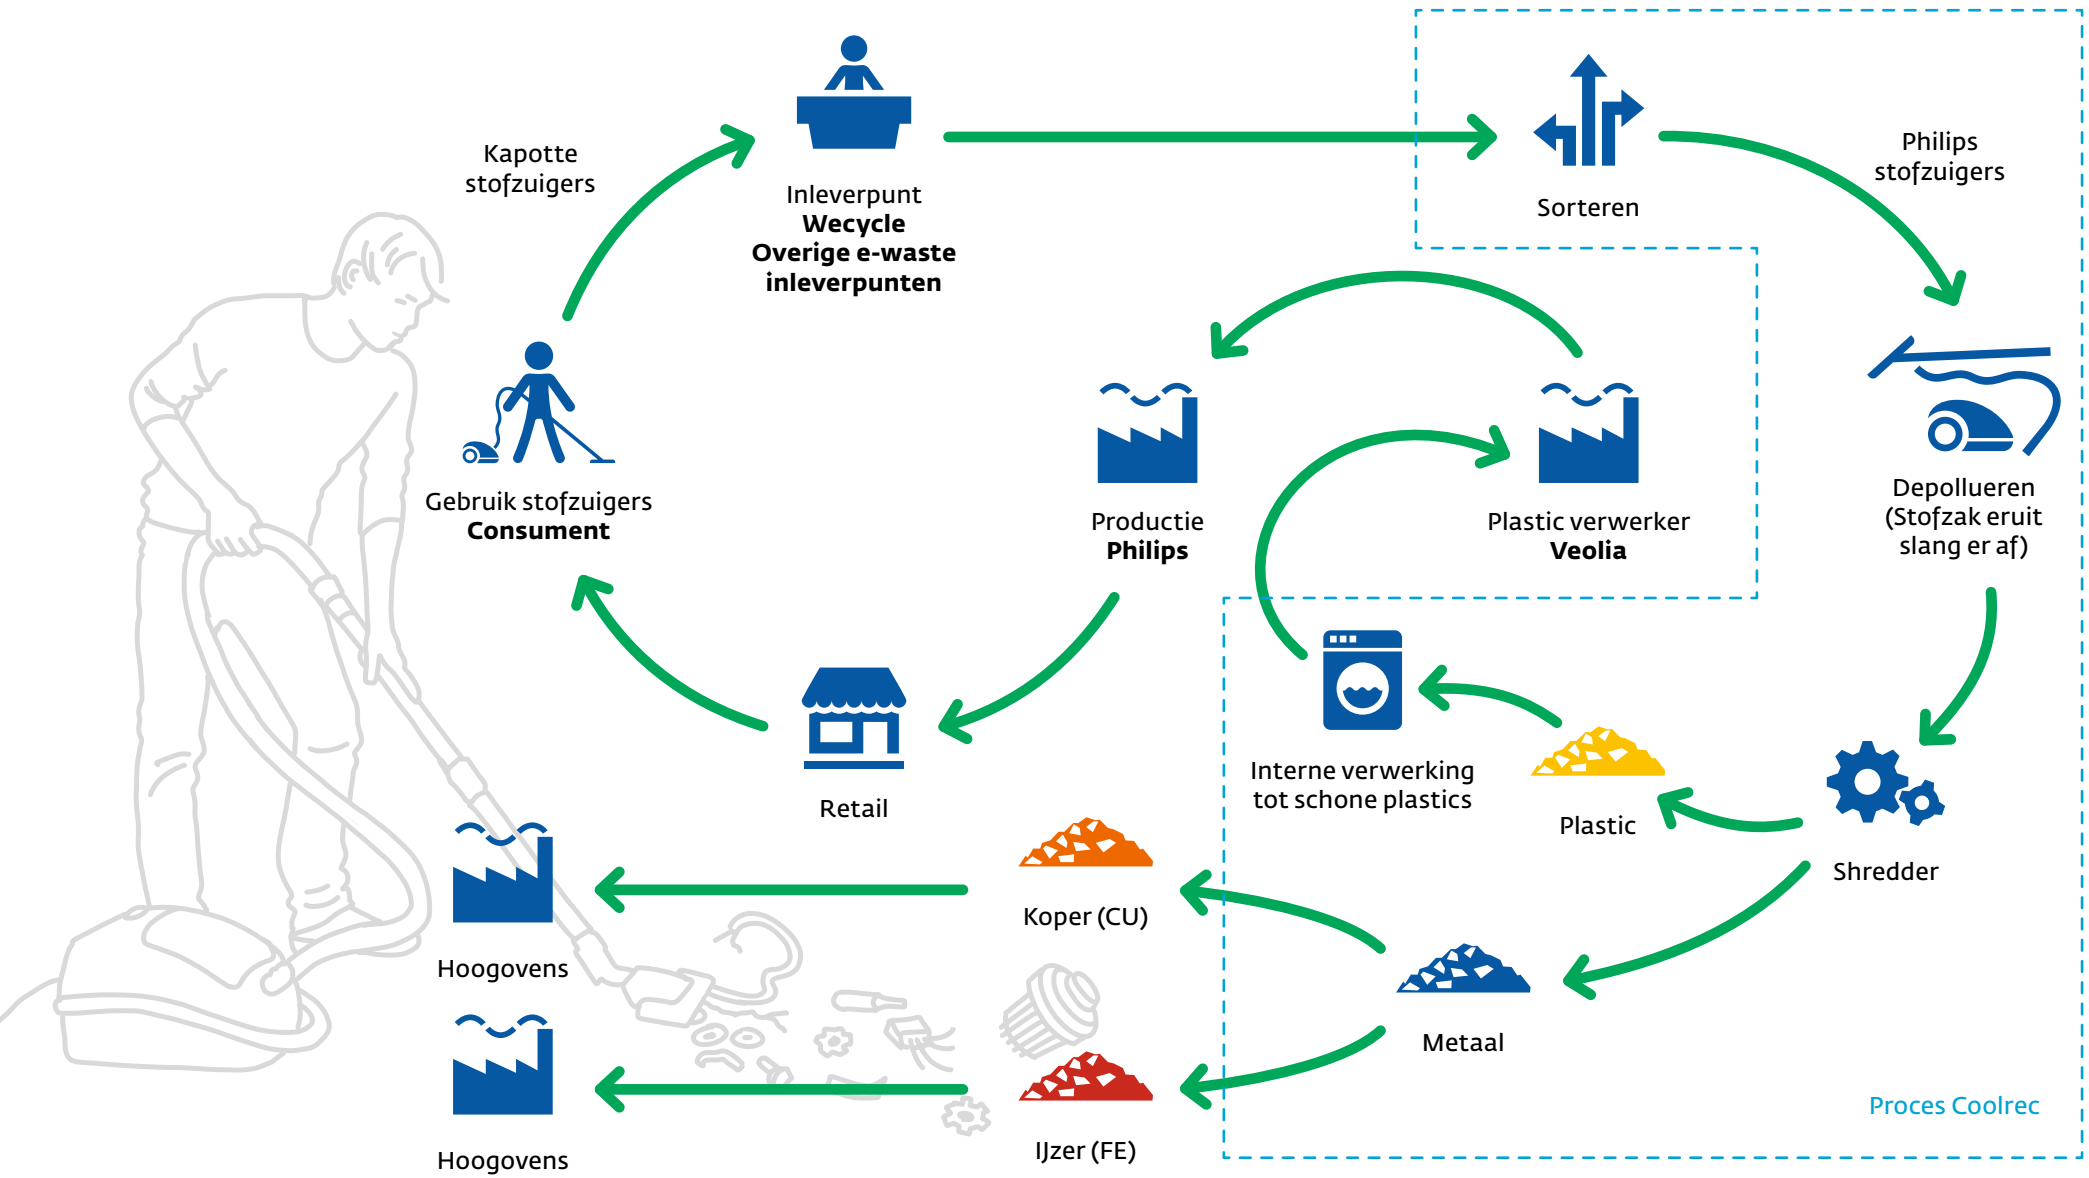 Kapotte
stofzuigers
Inleverpunt
Wecycle
Overige e-waste
inleverpunten
Sorteren
Philips
stofzuigers
Gebruik stofzuigers
Consument
Productie
Philips
Plastic verwerker
Veolia
Depollueren
(Stofzak eruit
slang er af)
Retail
Interne verwerking
tot schone plastics
Plastic
Shredder
Hoogovens
Koper (CU)
Metaal
Hoogovens
IJzer (FE)
Proces Coolrec